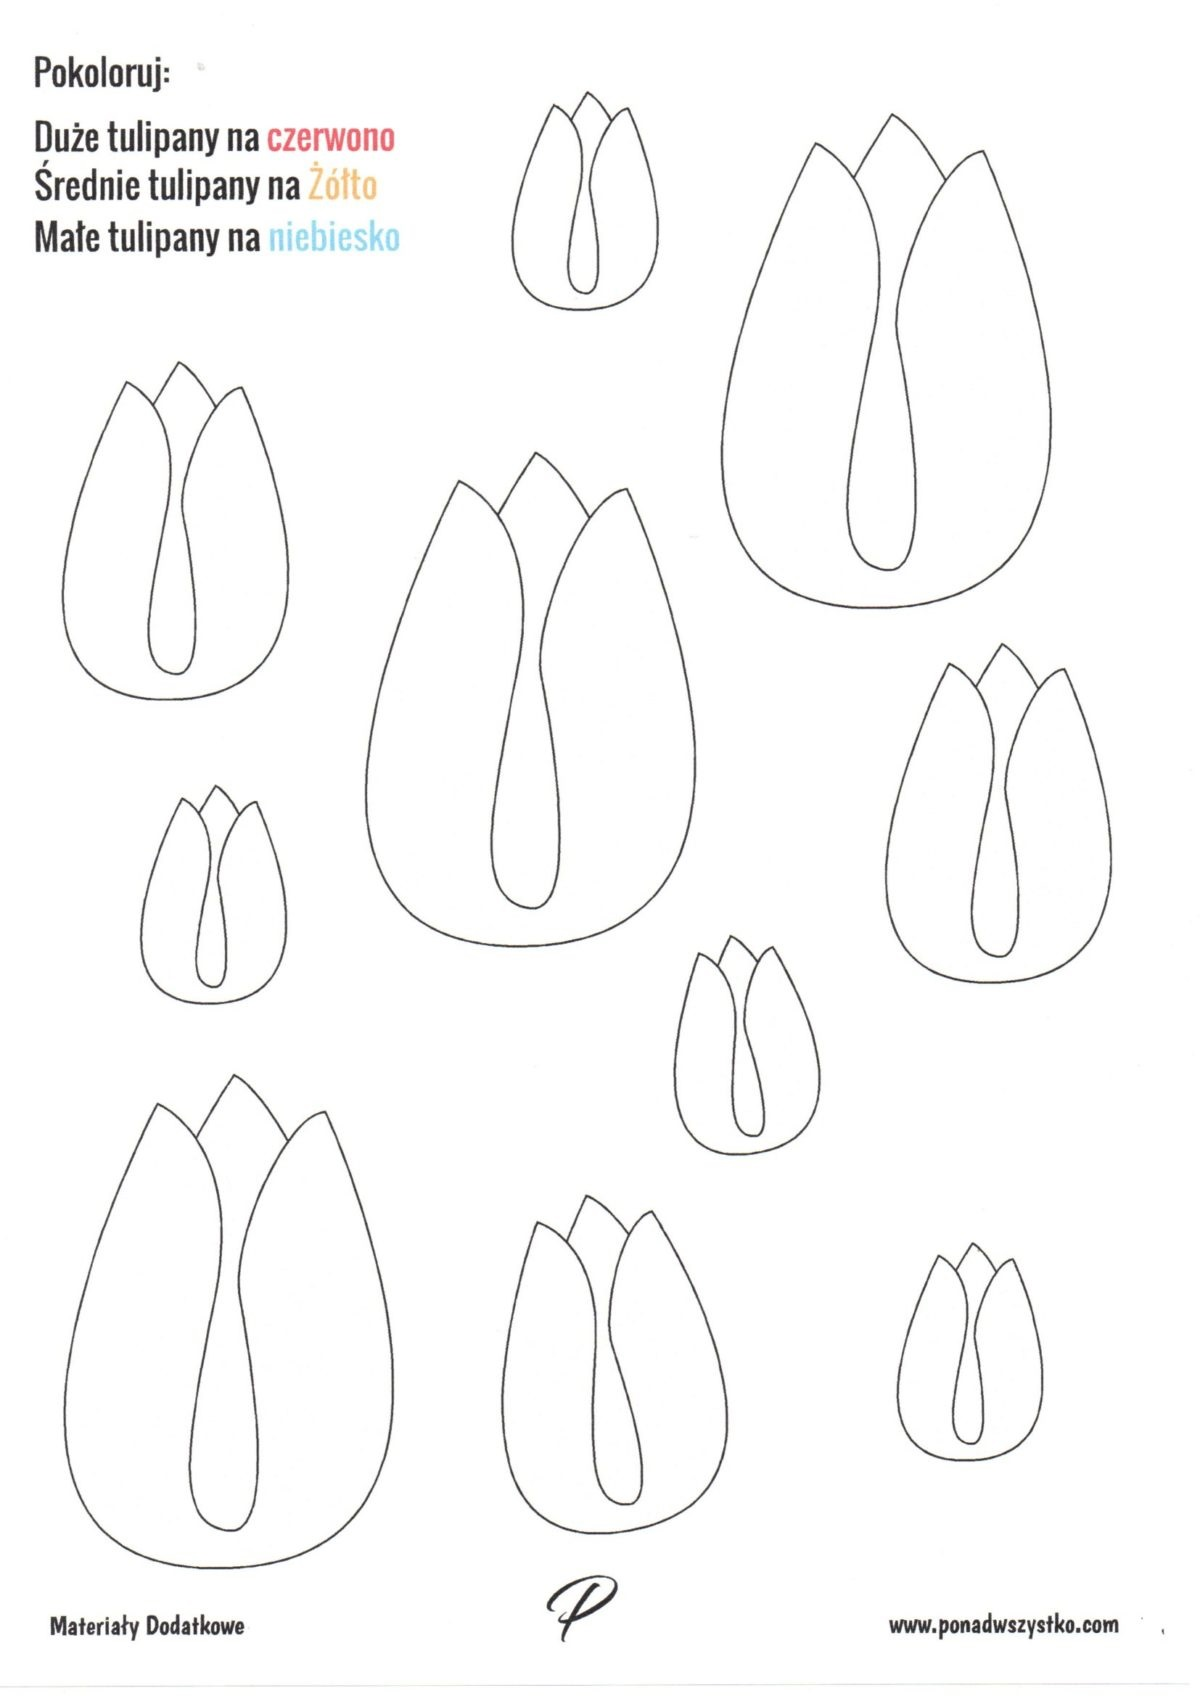 Pokoloruj:
Duże tulipany na czerwono
Średnie tulipany na Żółto
Małe tulipany na niebiesko
P
Materiały Dodatkowe
www.ponadwszystko.com